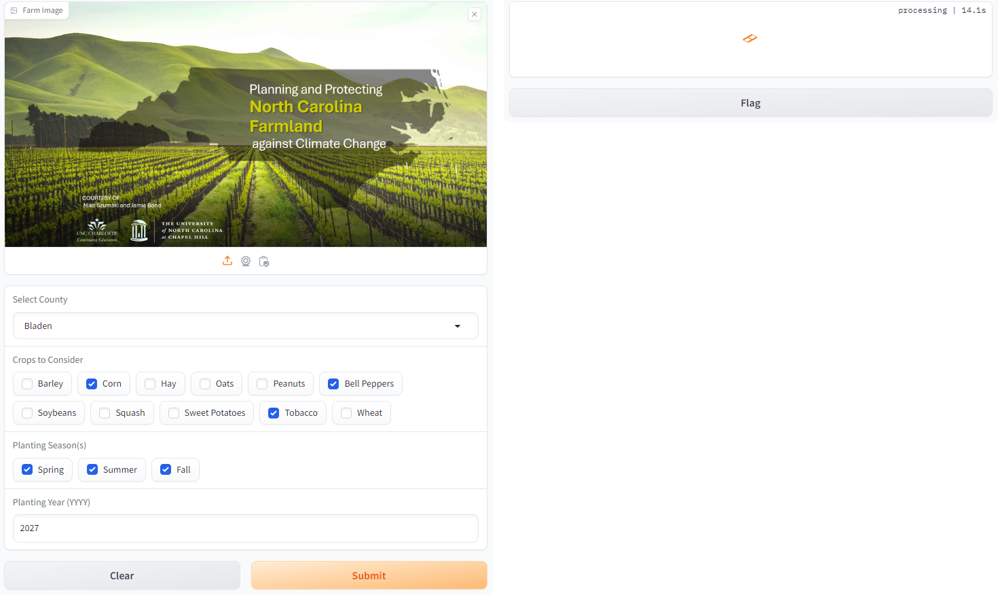 Farm Image
Planning and Protecting
North Carolina
Farmland
against Climate Change
COURTESY OF:
Mike Szumski and Jamie Bond
UNC CHARLOTTE
Continuing Education
THE UNIVERSITY
of NORTH CAROLINA
at CHAPEL HILL
Select County
Bladen
Crops to Consider
Barley Corn Hay Oats Peanuts Bell Peppers
Soybeans Squash Sweet Potatoes Tobacco Wheat
Planting Season(s)
Spring Summer Fall
Planting Year (YYYY)
2027
Clear Submit
processing | 14.1s
Flag